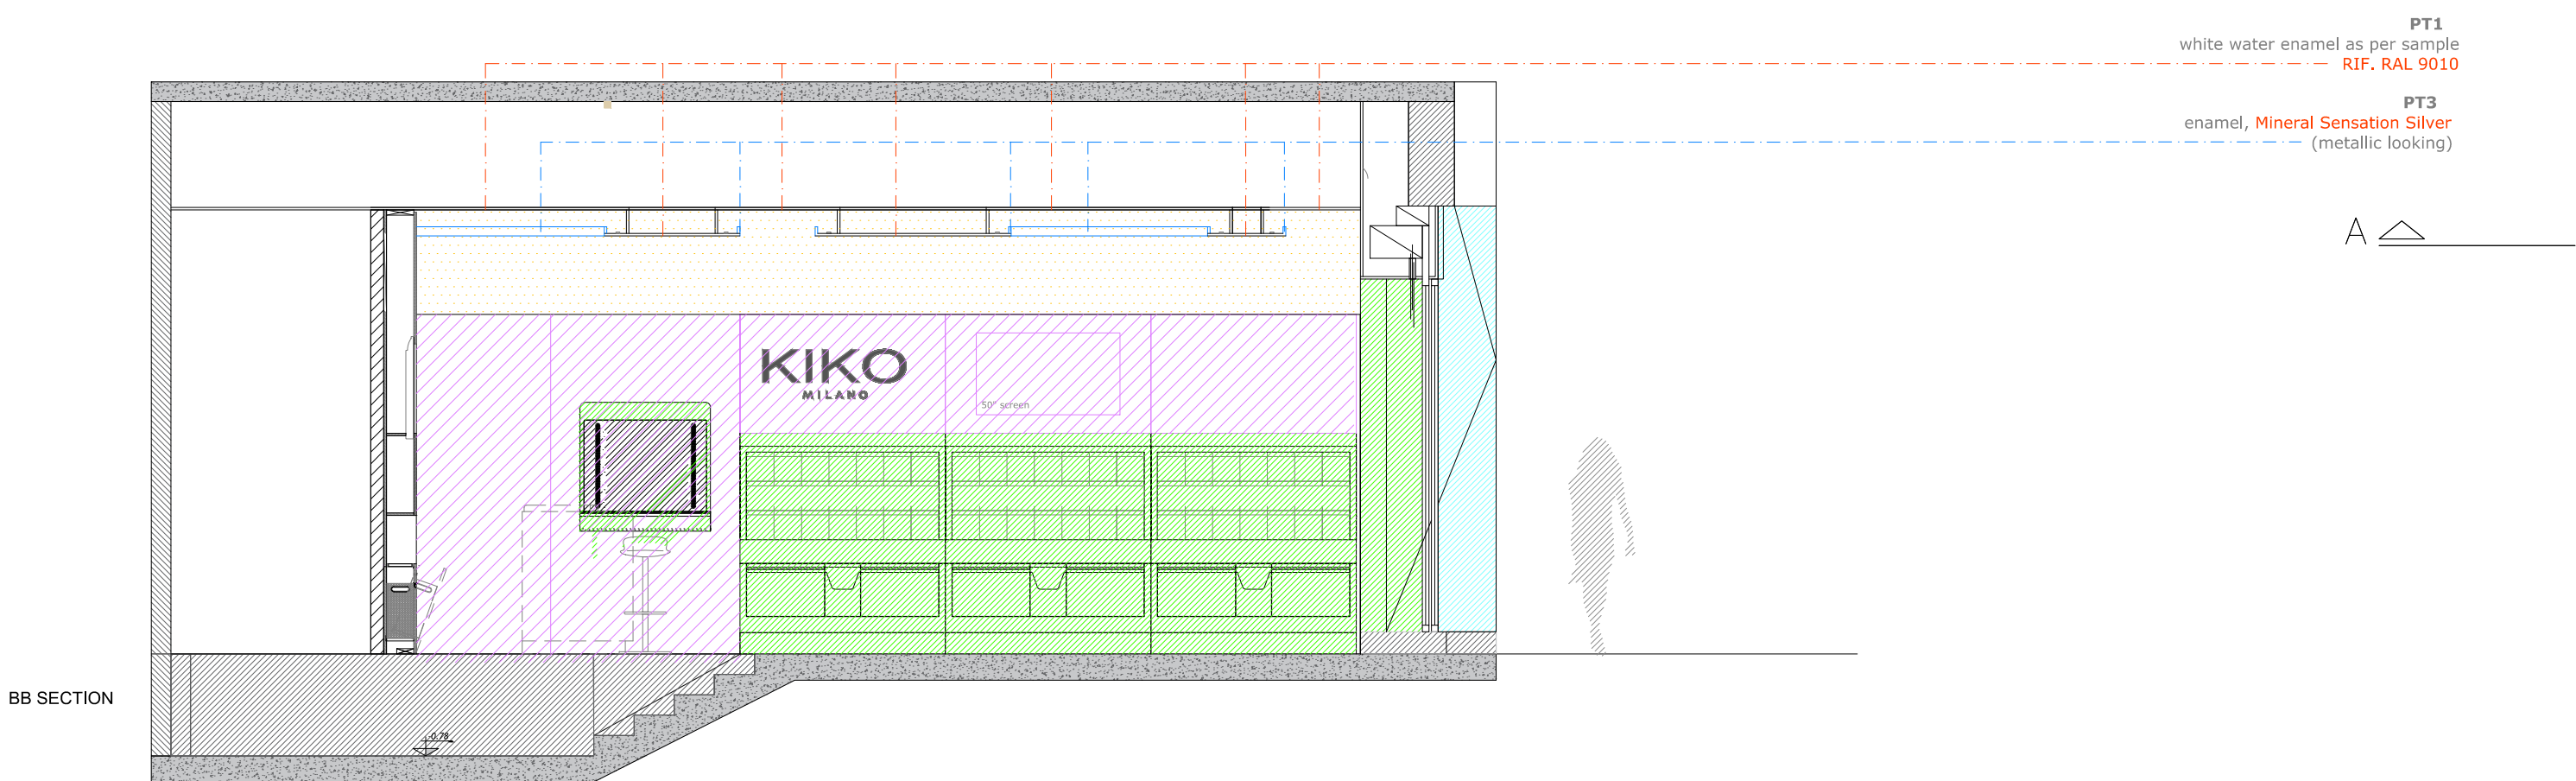 PT1
white water enamel as per sample
RIF. RAL 9010
PT3
enamel, Mineral Sensation Silver
(metallic looking)
A
KIKO
MILANO
50" screen
BB SECTION
-0.78